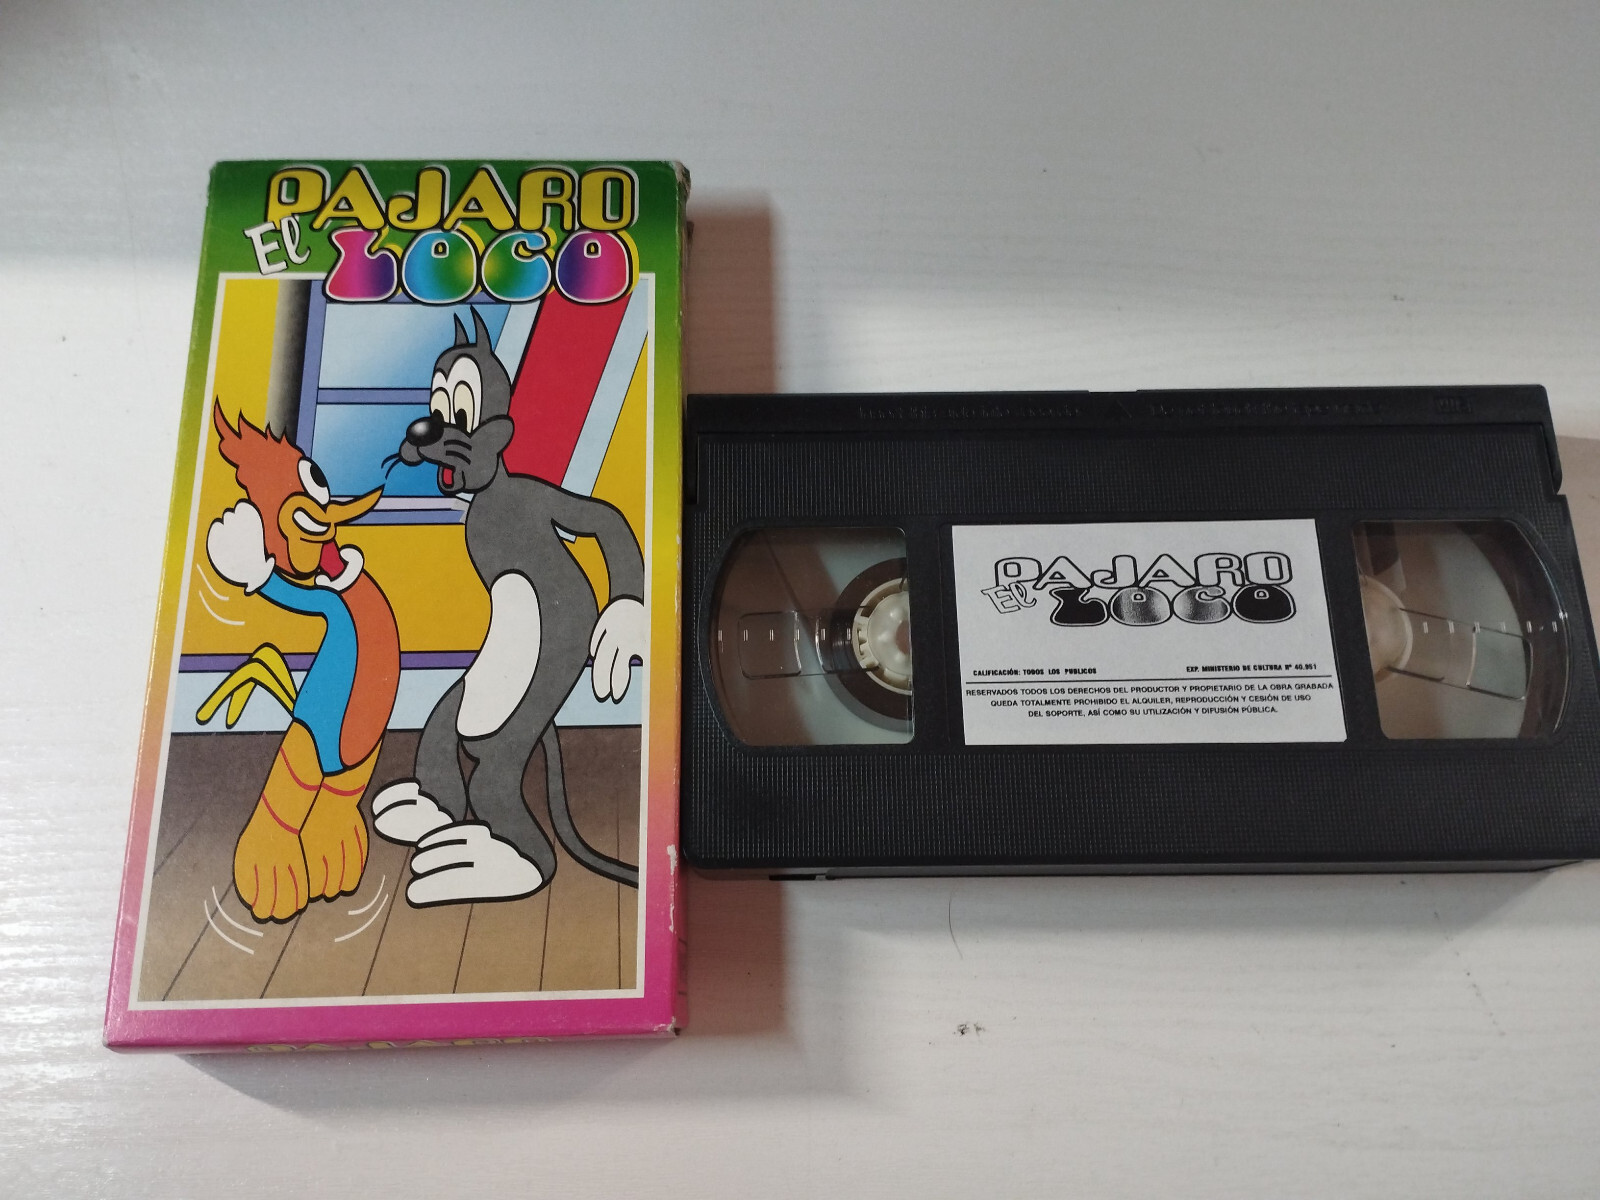 PAJARO
El LOCO
PAJARO
El LOCO
CALIFICACIÓN: TODOS LOS PUBLICOS EXP. MINISTERIO DE CULTURA Nº 40.951
RESERVADOS TODOS LOS DERECHOS DEL PRODUCTOR Y PROPIETARIO DE LA OBRA GRABADA
QUEDA TOTALMENTE PROHIBIDO EL ALQUILER, REPRODUCCIÓN Y CESIÓN DE USO
DEL SOPORTE, ASÍ COMO SU UTILIZACIÓN Y DIFUSIÓN PÚBLICA.